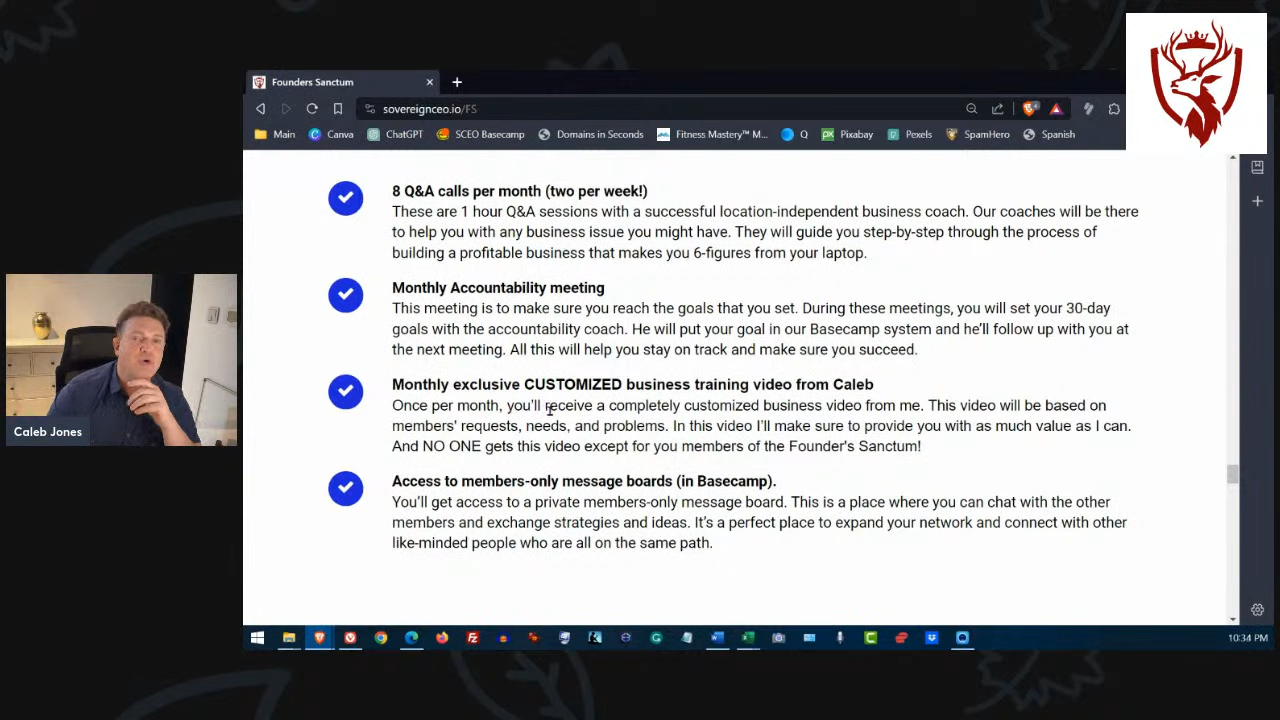 Founders Sanctum
sovereignceo.io/FS
Main
Canva
ChatGPT
SCEO Basecamp
Domains in Seconds
Fitness Mastery™ M...
Q
Pixabay
Pexels
SpamHero
Spanish
8 Q&A calls per month (two per week!)
These are 1 hour Q&A sessions with a successful location-independent business coach. Our coaches will be there
to help you with any business issue you might have. They will guide you step-by-step through the process of
building a profitable business that makes you 6-figures from your laptop.
Monthly Accountability meeting
This meeting is to make sure you reach the goals that you set. During these meetings, you will set your 30-day
goals with the accountability coach. He will put your goal in our Basecamp system and he'll follow up with you at
the next meeting. All this will help you stay on track and make sure you succeed.
Monthly exclusive CUSTOMIZED business training video from Caleb
Once per month, you'll receive a completely customized business video from me. This video will be based on
members' requests, needs, and problems. In this video I'll make sure to provide you with as much value as I can.
And NO ONE gets this video except for you members of the Founder's Sanctum!
Access to members-only message boards (in Basecamp).
You'll get access to a private members-only message board. This is a place where you can chat with the other
members and exchange strategies and ideas. It's a perfect place to expand your network and connect with other
like-minded people who are all on the same path.
Caleb Jones
10:34 PM